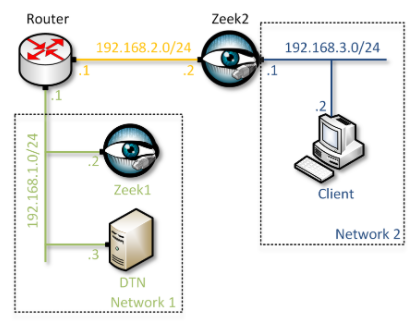 Router
Zeek2
192.168.2.0/24
192.168.3.0/24
.1
.2
.1
.1
.2
192.168.1.0/24
.2
Zeek1
Client
.3
DTN
Network 1
Network 2